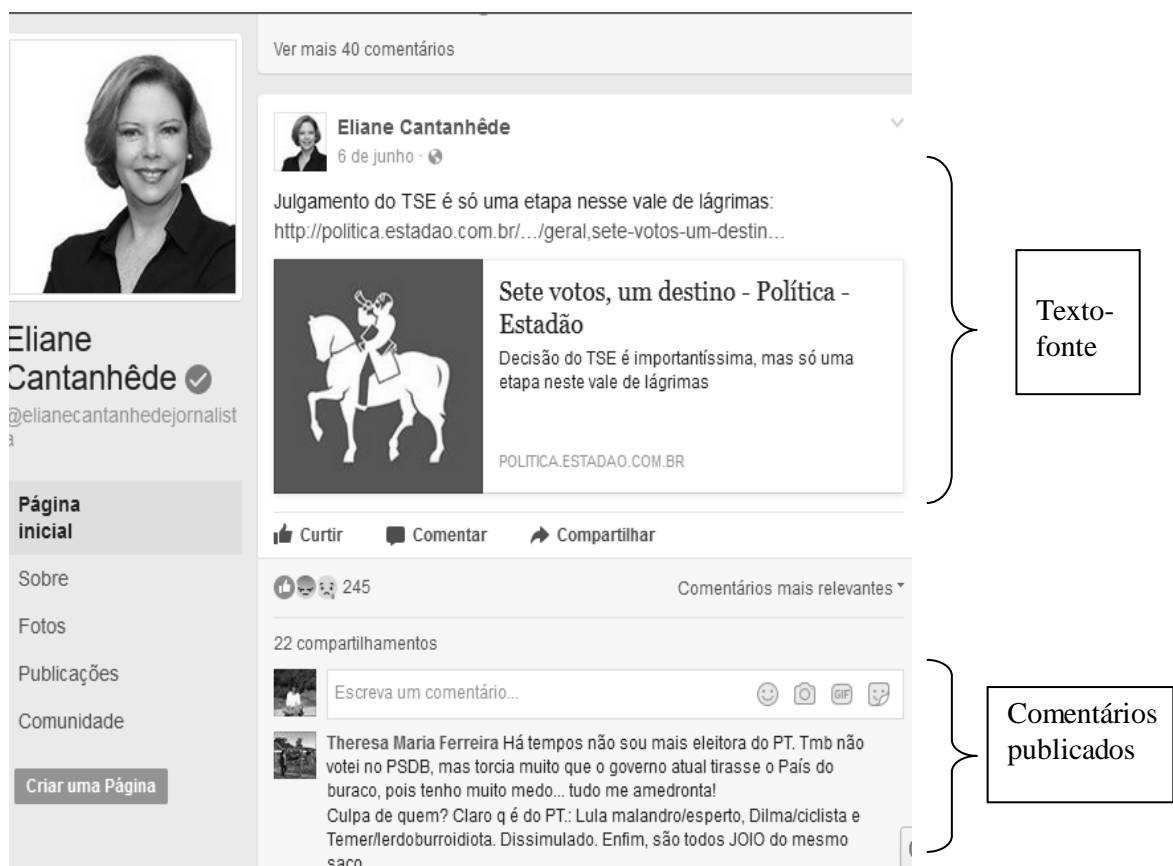 Ver mais 40 comentários
Eliane Cantanhêde
6 de junho ·
Julgamento do TSE é só uma etapa nesse vale de lágrimas:
http://politica.estadao.com.br/…/geral,sete-votos-um-destin…
Sete votos, um destino - Política -
Estadão
Decisão do TSE é importantíssima, mas só uma
etapa neste vale de lágrimas
POLITICA.ESTADAO.COM.BR
Curtir Comentar Compartilhar
245 Comentários mais relevantes
22 compartilhamentos
Escreva um comentário...
GIF
Theresa Maria Ferreira Há tempos não sou mais eleitora do PT. Tmb não
votei no PSDB, mas torcia muito que o governo atual tirasse o País do
buraco, pois tenho muito medo... tudo me amedronta!
Culpa de quem? Claro q é do PT.: Lula malandro/esperto, Dilma/ciclista e
Temer/lerdoburroidiota. Dissimulado. Enfim, são todos JOIO do mesmo
saco
Eliane
Cantanhêde
@elianecantanhedejornalist
a
Página
inicial
Sobre
Fotos
Publicações
Comunidade
Criar uma Página
Texto-
fonte
Comentários
publicados